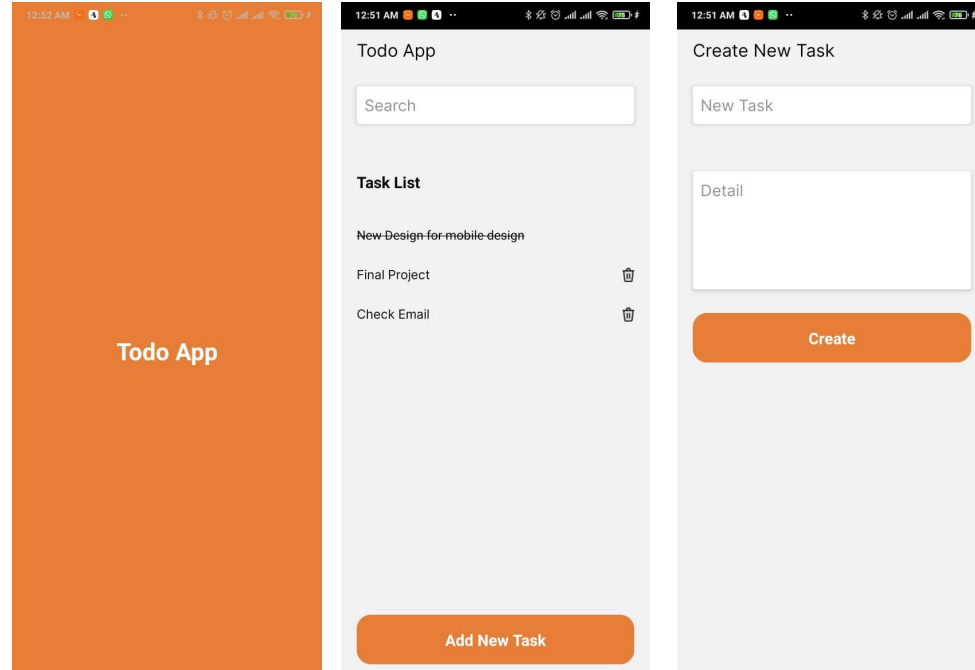 12:52 AM
Todo App
12:51 AM
Todo App
Search
Task List
New Design for mobile design
Final Project
Check Email
Add New Task
12:51 AM
Create New Task
New Task
Detail
Create